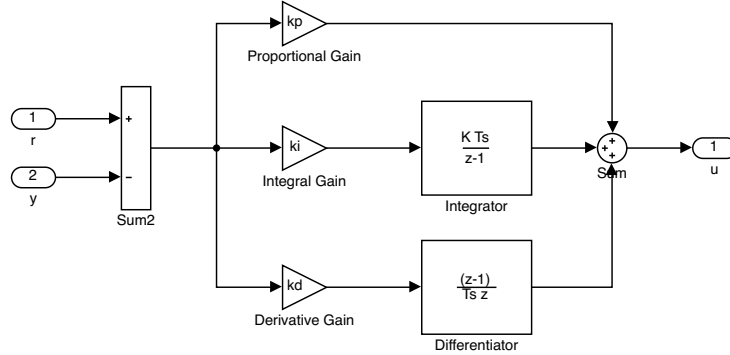 kp
Proportional Gain
1
r
+
2
y
−
Sum2
ki
Integral Gain
K Ts
z-1
Integrator
+
+
+
Sum
1
u
kd
Derivative Gain
(z-1)
Ts z
Differentiator